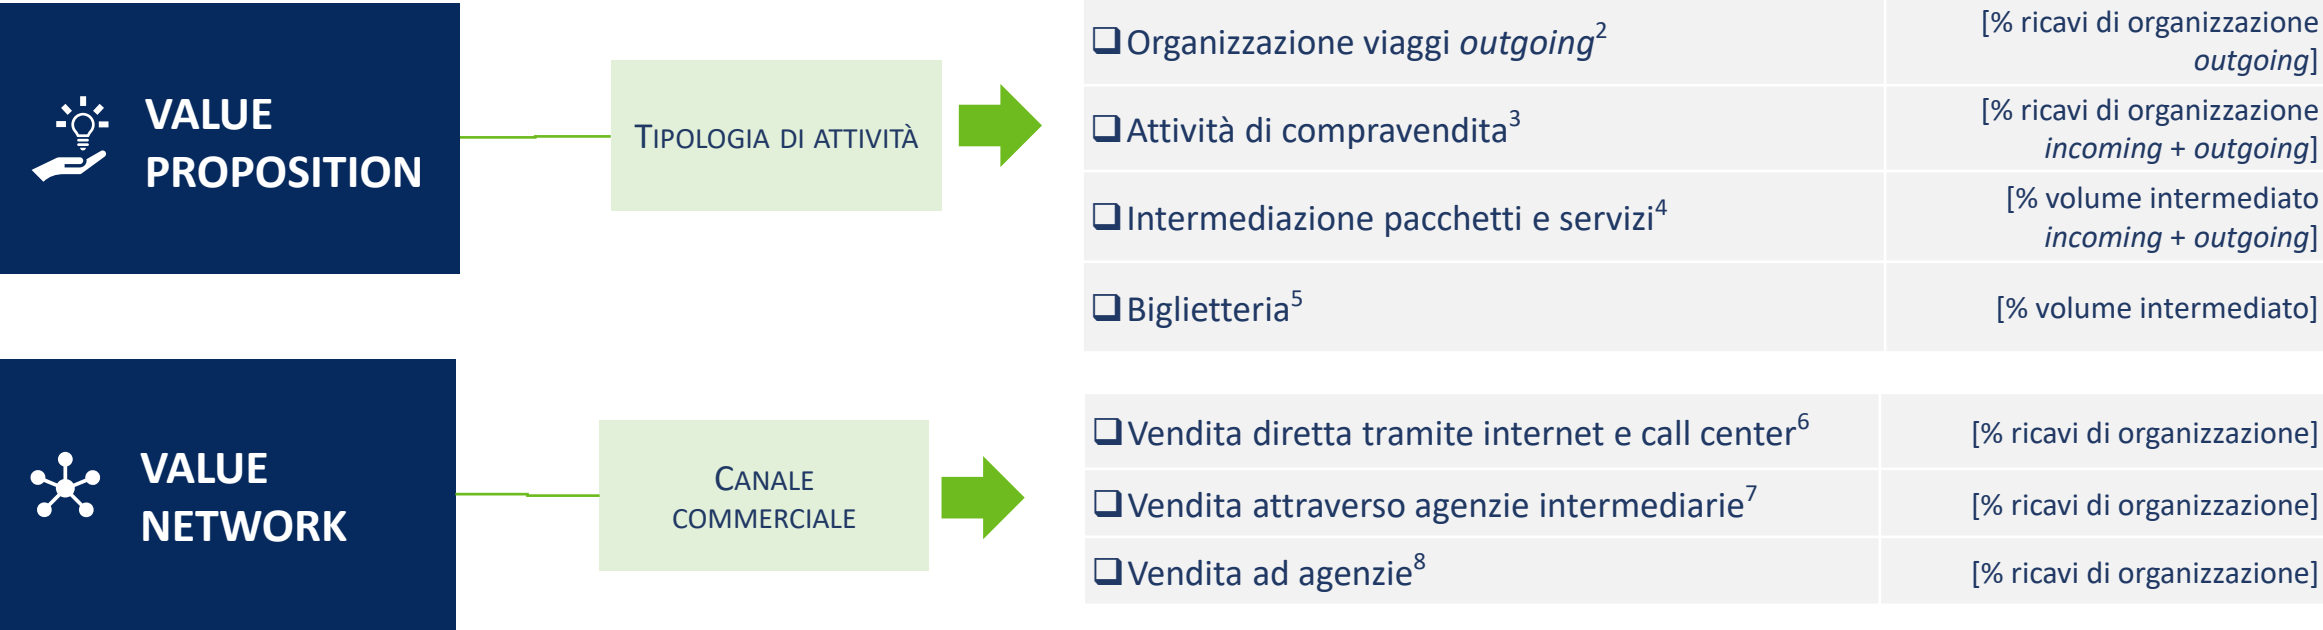 VALUE
PROPOSITION
TIPOLOGIA DI ATTIVITÀ
Organizzazione viaggi outgoing²
[% ricavi di organizzazione
outgoing]
Attività di compravendita³
[% ricavi di organizzazione
incoming + outgoing]
Intermediazione pacchetti e servizi⁴
[% volume intermediato
incoming + outgoing]
Biglietteria⁵
[% volume intermediato]
VALUE
NETWORK
CANALE
COMMERCIALE
Vendita diretta tramite internet e call center⁶
[% ricavi di organizzazione]
Vendita attraverso agenzie intermediarie⁷
[% ricavi di organizzazione]
Vendita ad agenzie⁸
[% ricavi di organizzazione]